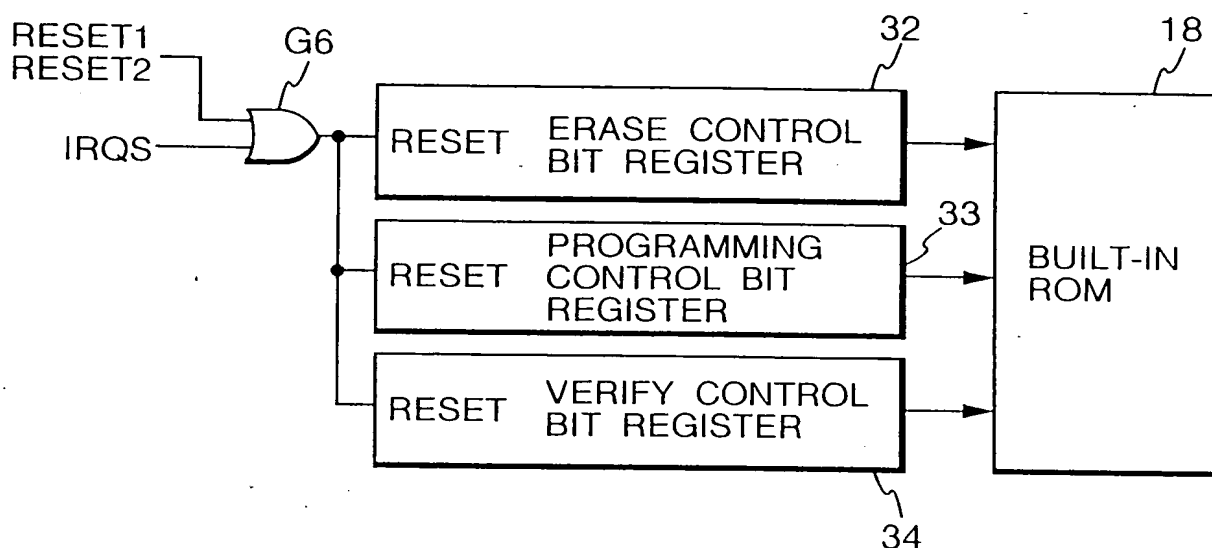 RESET1
RESET2
IRQS
G6
32
RESET
ERASE CONTROL
BIT REGISTER
33
RESET
PROGRAMMING
CONTROL BIT
REGISTER
RESET
VERIFY CONTROL
BIT REGISTER
34
18
BUILT-IN
ROM